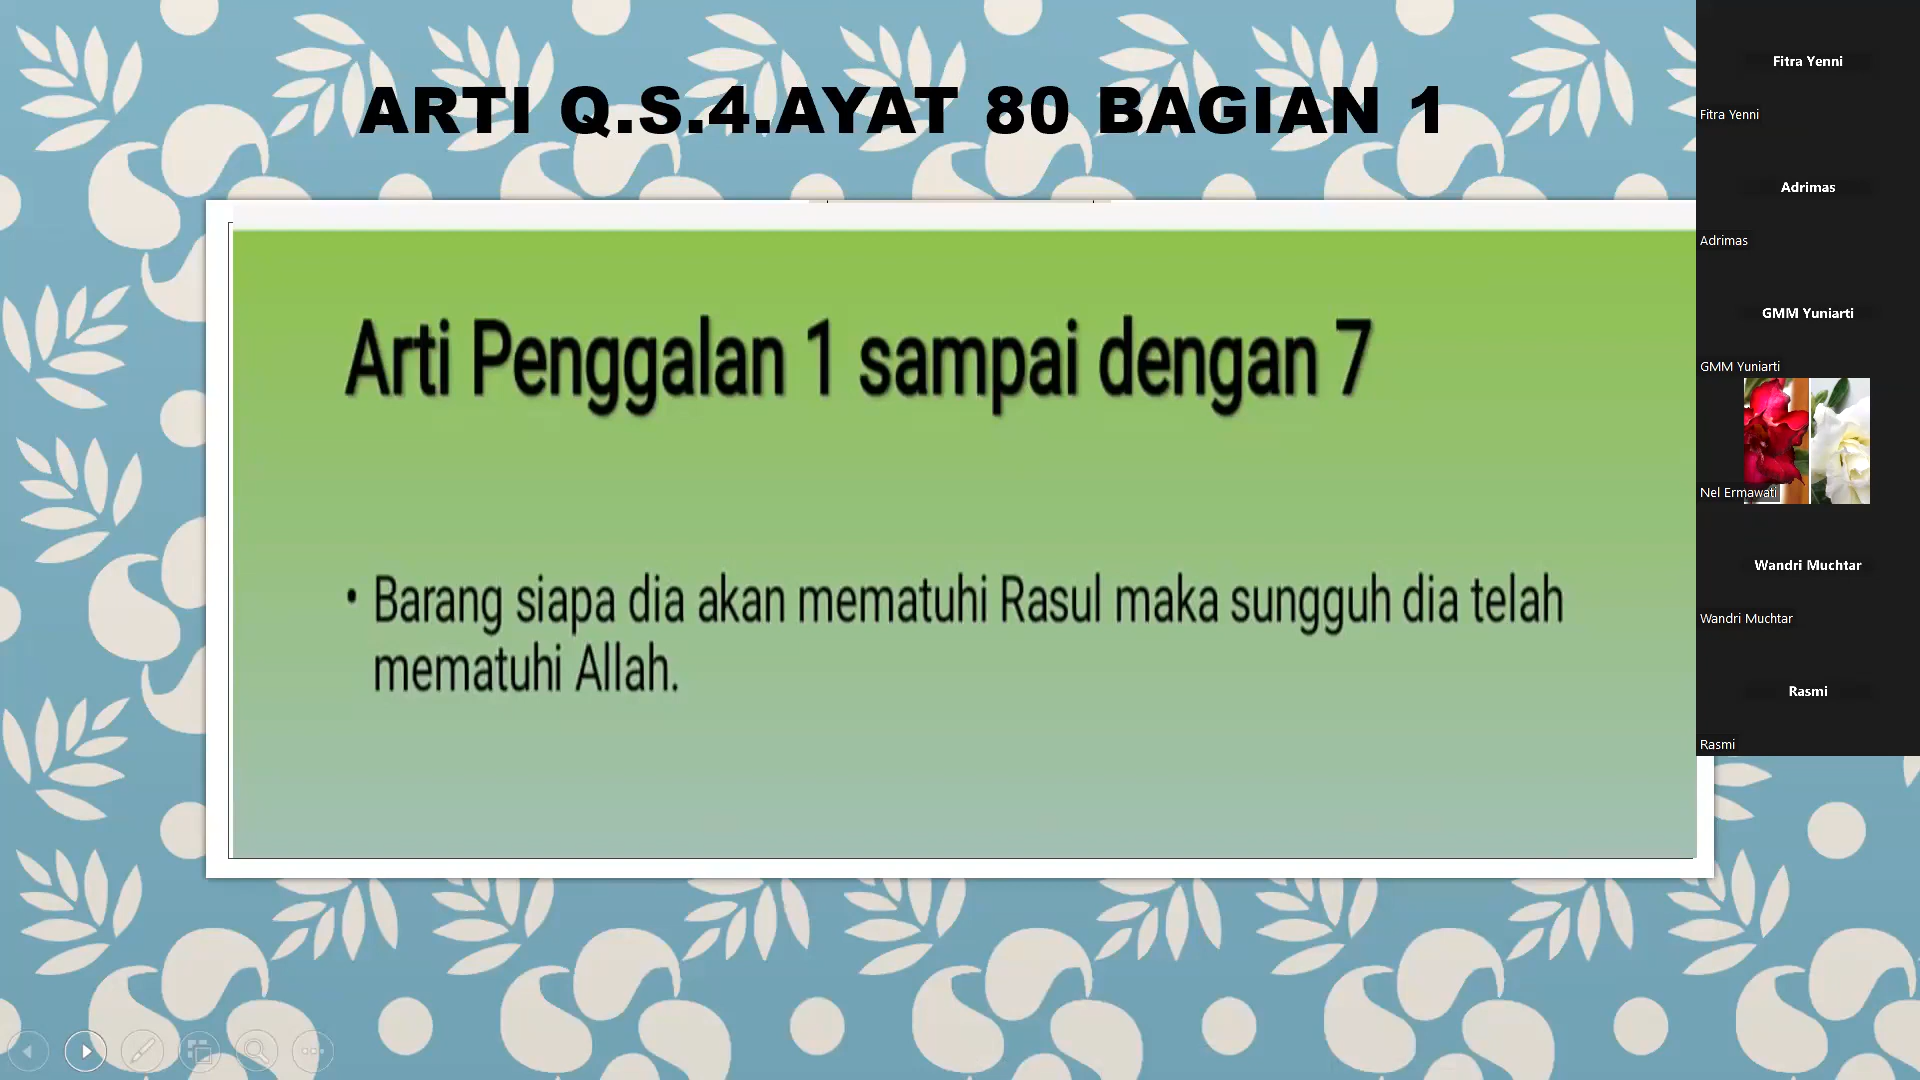 ARTI Q.S.4.AYAT 80 BAGIAN 1
Arti Penggalan 1 sampai dengan 7
• Barang siapa dia akan mematuhi Rasul maka sungguh dia telah
mematuhi Allah.
Fitra Yenni
Fitra Yenni
Adrimas
Adrimas
GMM Yuniarti
GMM Yuniarti
Nel Ermawati
Wandri Muchtar
Wandri Muchtar
Rasmi
Rasmi